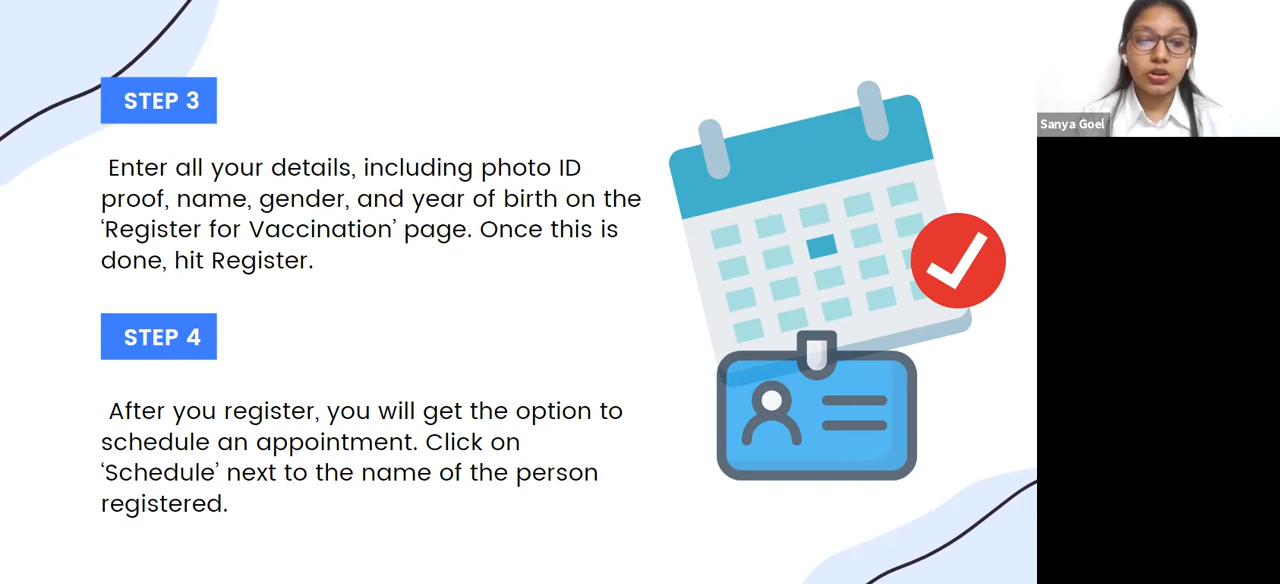 STEP 3
Enter all your details, including photo ID
proof, name, gender, and year of birth on the
‘Register for Vaccination’ page. Once this is
done, hit Register.
STEP 4
After you register, you will get the option to
schedule an appointment. Click on
‘Schedule’ next to the name of the person
registered.
Sanya Goel